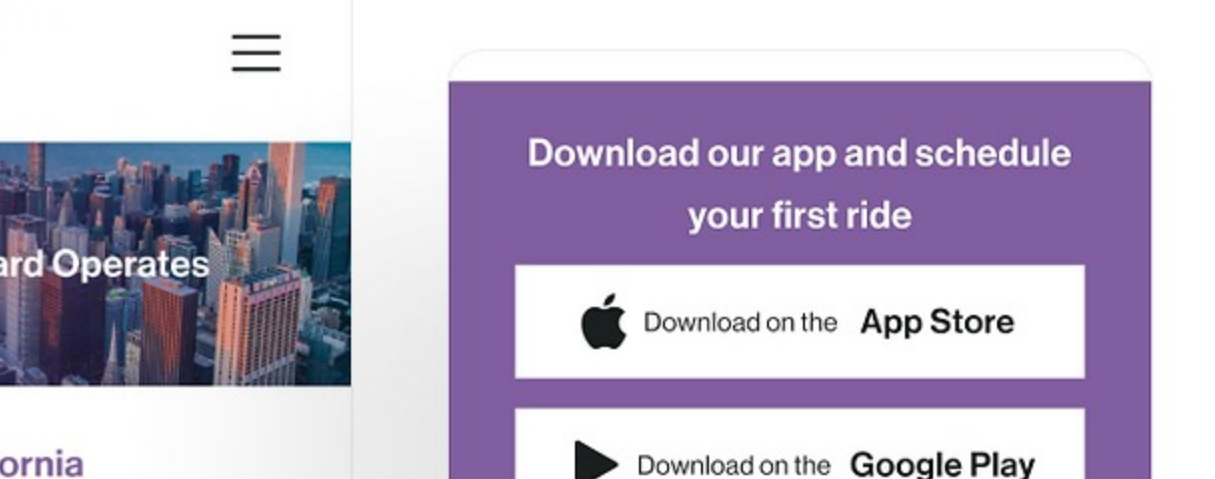 ard Operates
ornia
Download our app and schedule
your first ride
Download on the App Store
Download on the Google Play